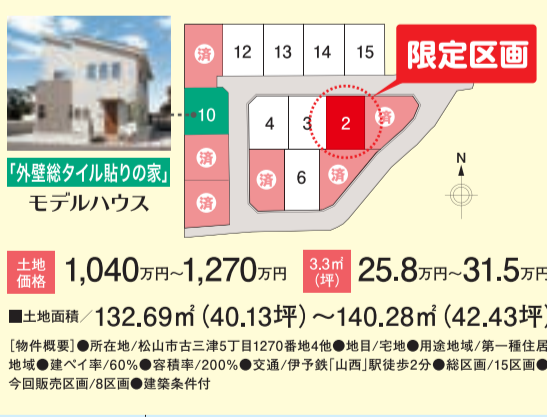 済
12
13
14
15
限定区画
10
4
3
2
済
済
済
6
済
済
N
「外壁総タイル貼りの家」
モデルハウス
土地価格 1,040万円～1,270万円 3.3㎡(坪) 25.8万円～31.5万円
■土地面積／132.69㎡(40.13坪)～140.28㎡(42.43坪)
［物件概要］●所在地/松山市古三津5丁目1270番地4他●地目/宅地●用途地域/第一種住居
地域●建ペイ率/60%●容積率/200%●交通/伊予鉄「山西」駅徒歩2分●総区画/15区画●
今回販売区画/8区画●建築条件付